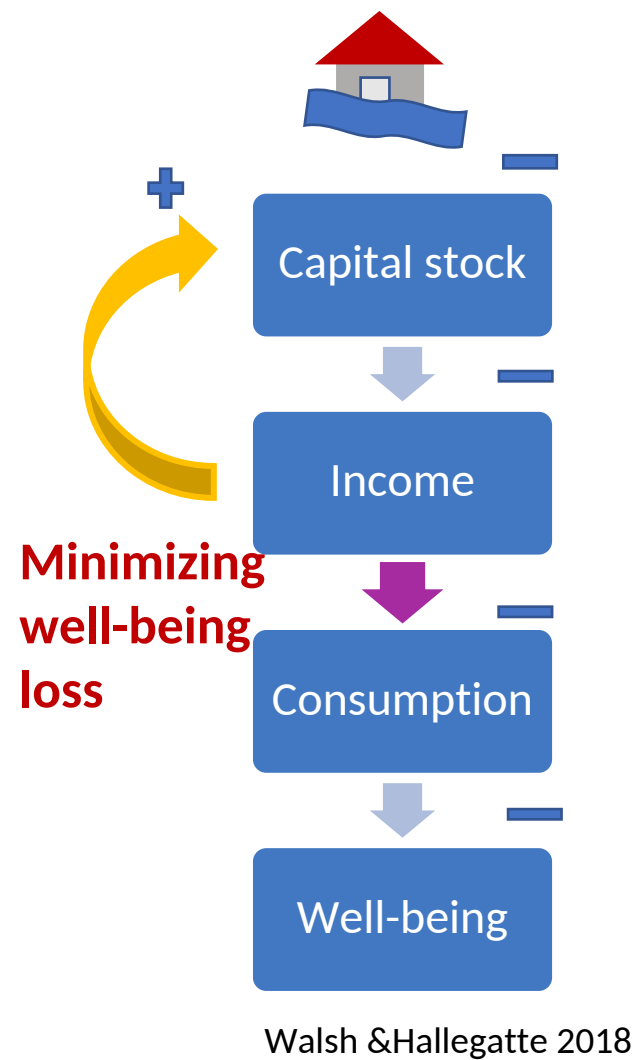 Capital stock
Income
Minimizing
well-being
loss
Consumption
Well-being
Walsh &Hallegatte 2018